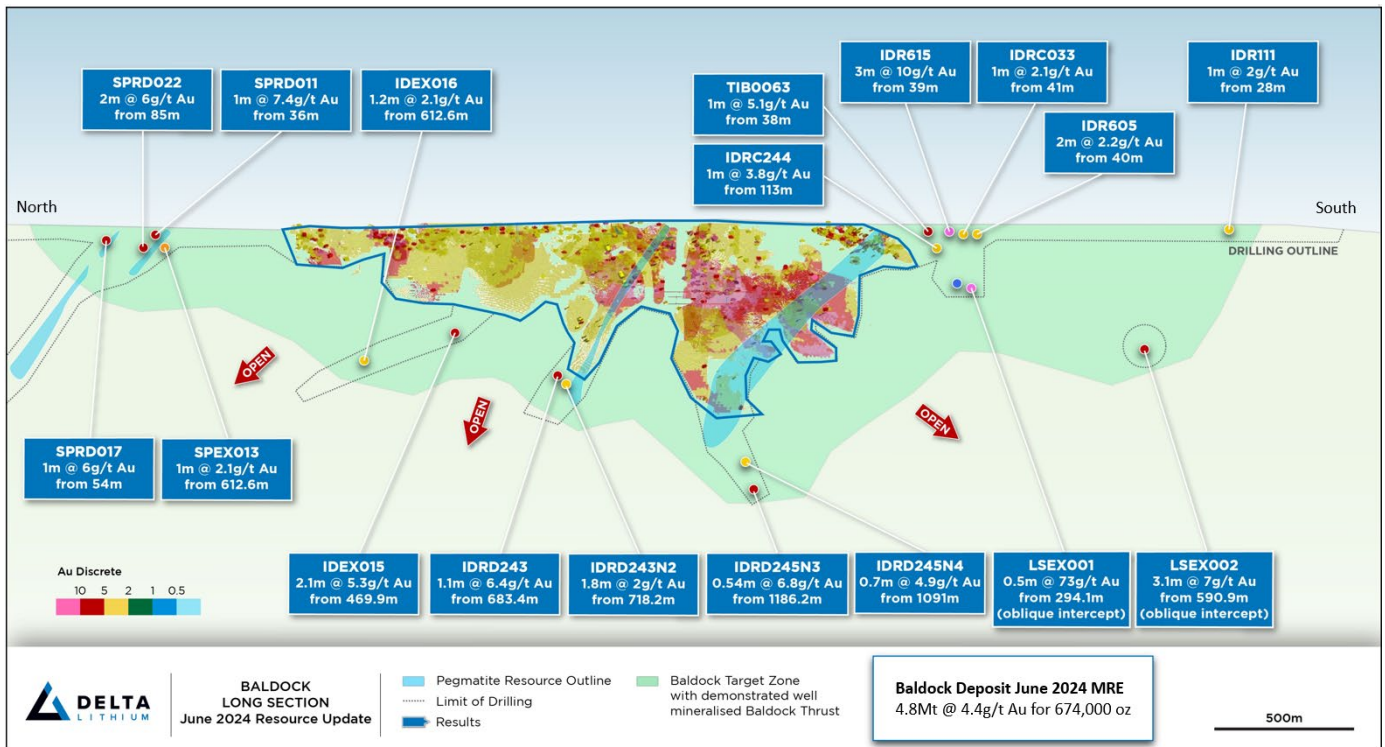 SPRD022
2m @ 6g/t Au
from 85m
SPRD011
1m @ 7.4g/t Au
from 36m
IDEX016
1.2m @ 2.1g/t Au
from 612.6m
TIB0063
1m @ 5.1g/t Au
from 38m
IDR615
3m @ 10g/t Au
from 39m
IDRC033
1m @ 2.1g/t Au
from 41m
IDR111
1m @ 2g/t Au
from 28m
IDRC244
1m @ 3.8g/t Au
from 113m
IDR605
2m @ 2.2g/t Au
from 40m
North
South
DRILLING OUTLINE
OPEN
OPEN
OPEN
SPRD017
1m @ 6g/t Au
from 54m
SPEX013
1m @ 2.1g/t Au
from 612.6m
IDEX015
2.1m @ 5.3g/t Au
from 469.9m
IDRD243
1.1m @ 6.4g/t Au
from 683.4m
IDRD243N2
1.8m @ 2g/t Au
from 718.2m
IDRD245N3
0.54m @ 6.8g/t Au
from 1186.2m
IDRD245N4
0.7m @ 4.9g/t Au
from 1091m
LSEX001
0.5m @ 73g/t Au
from 294.1m
(oblique intercept)
LSEX002
3.1m @ 7g/t Au
from 590.9m
(oblique intercept)
Au Discrete
10 5 2 1 0.5
DELTA
LITHIUM
BALDOCK
LONG SECTION
June 2024 Resource Update
Pegmatite Resource Outline
Limit of Drilling
Results
Baldock Target Zone
with demonstrated well
mineralised Baldock Thrust
Baldock Deposit June 2024 MRE
4.8Mt @ 4.4g/t Au for 674,000 oz
500m